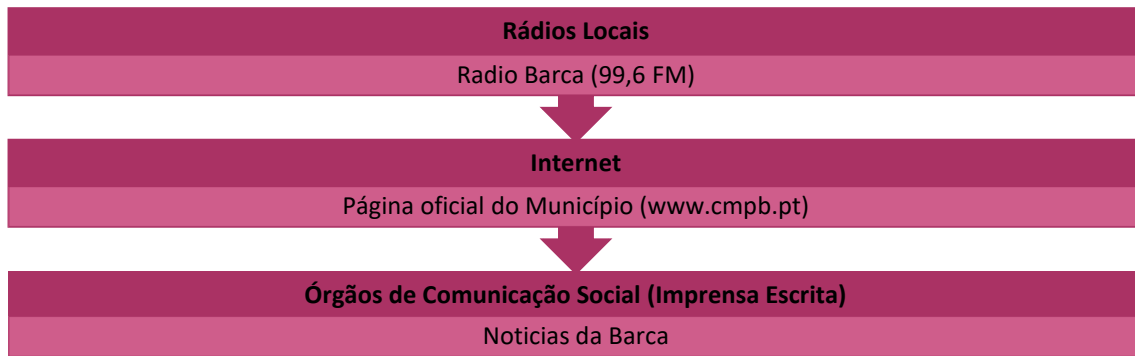 Rádios Locais
Radio Barca (99,6 FM)
Internet
Página oficial do Município (www.cmpb.pt)
Órgãos de Comunicação Social (Imprensa Escrita)
Noticias da Barca